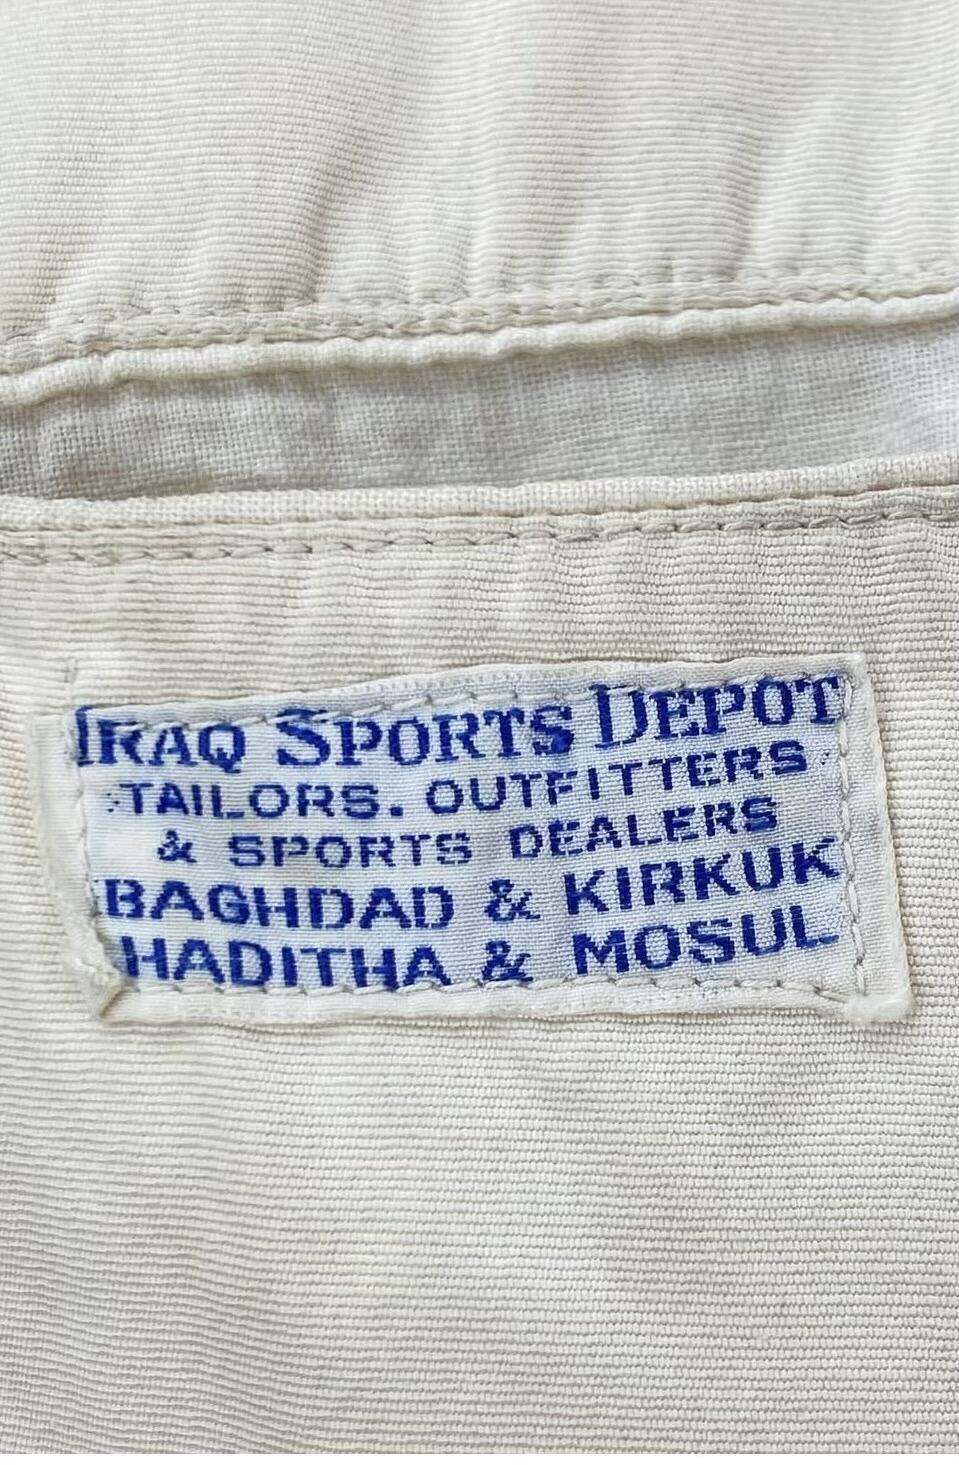 IRAQ SPORTS DEPOT
TAILORS. OUTFITTERS
& SPORTS DEALERS
BAGHDAD & KIRKUK
HADITHA & MOSUL